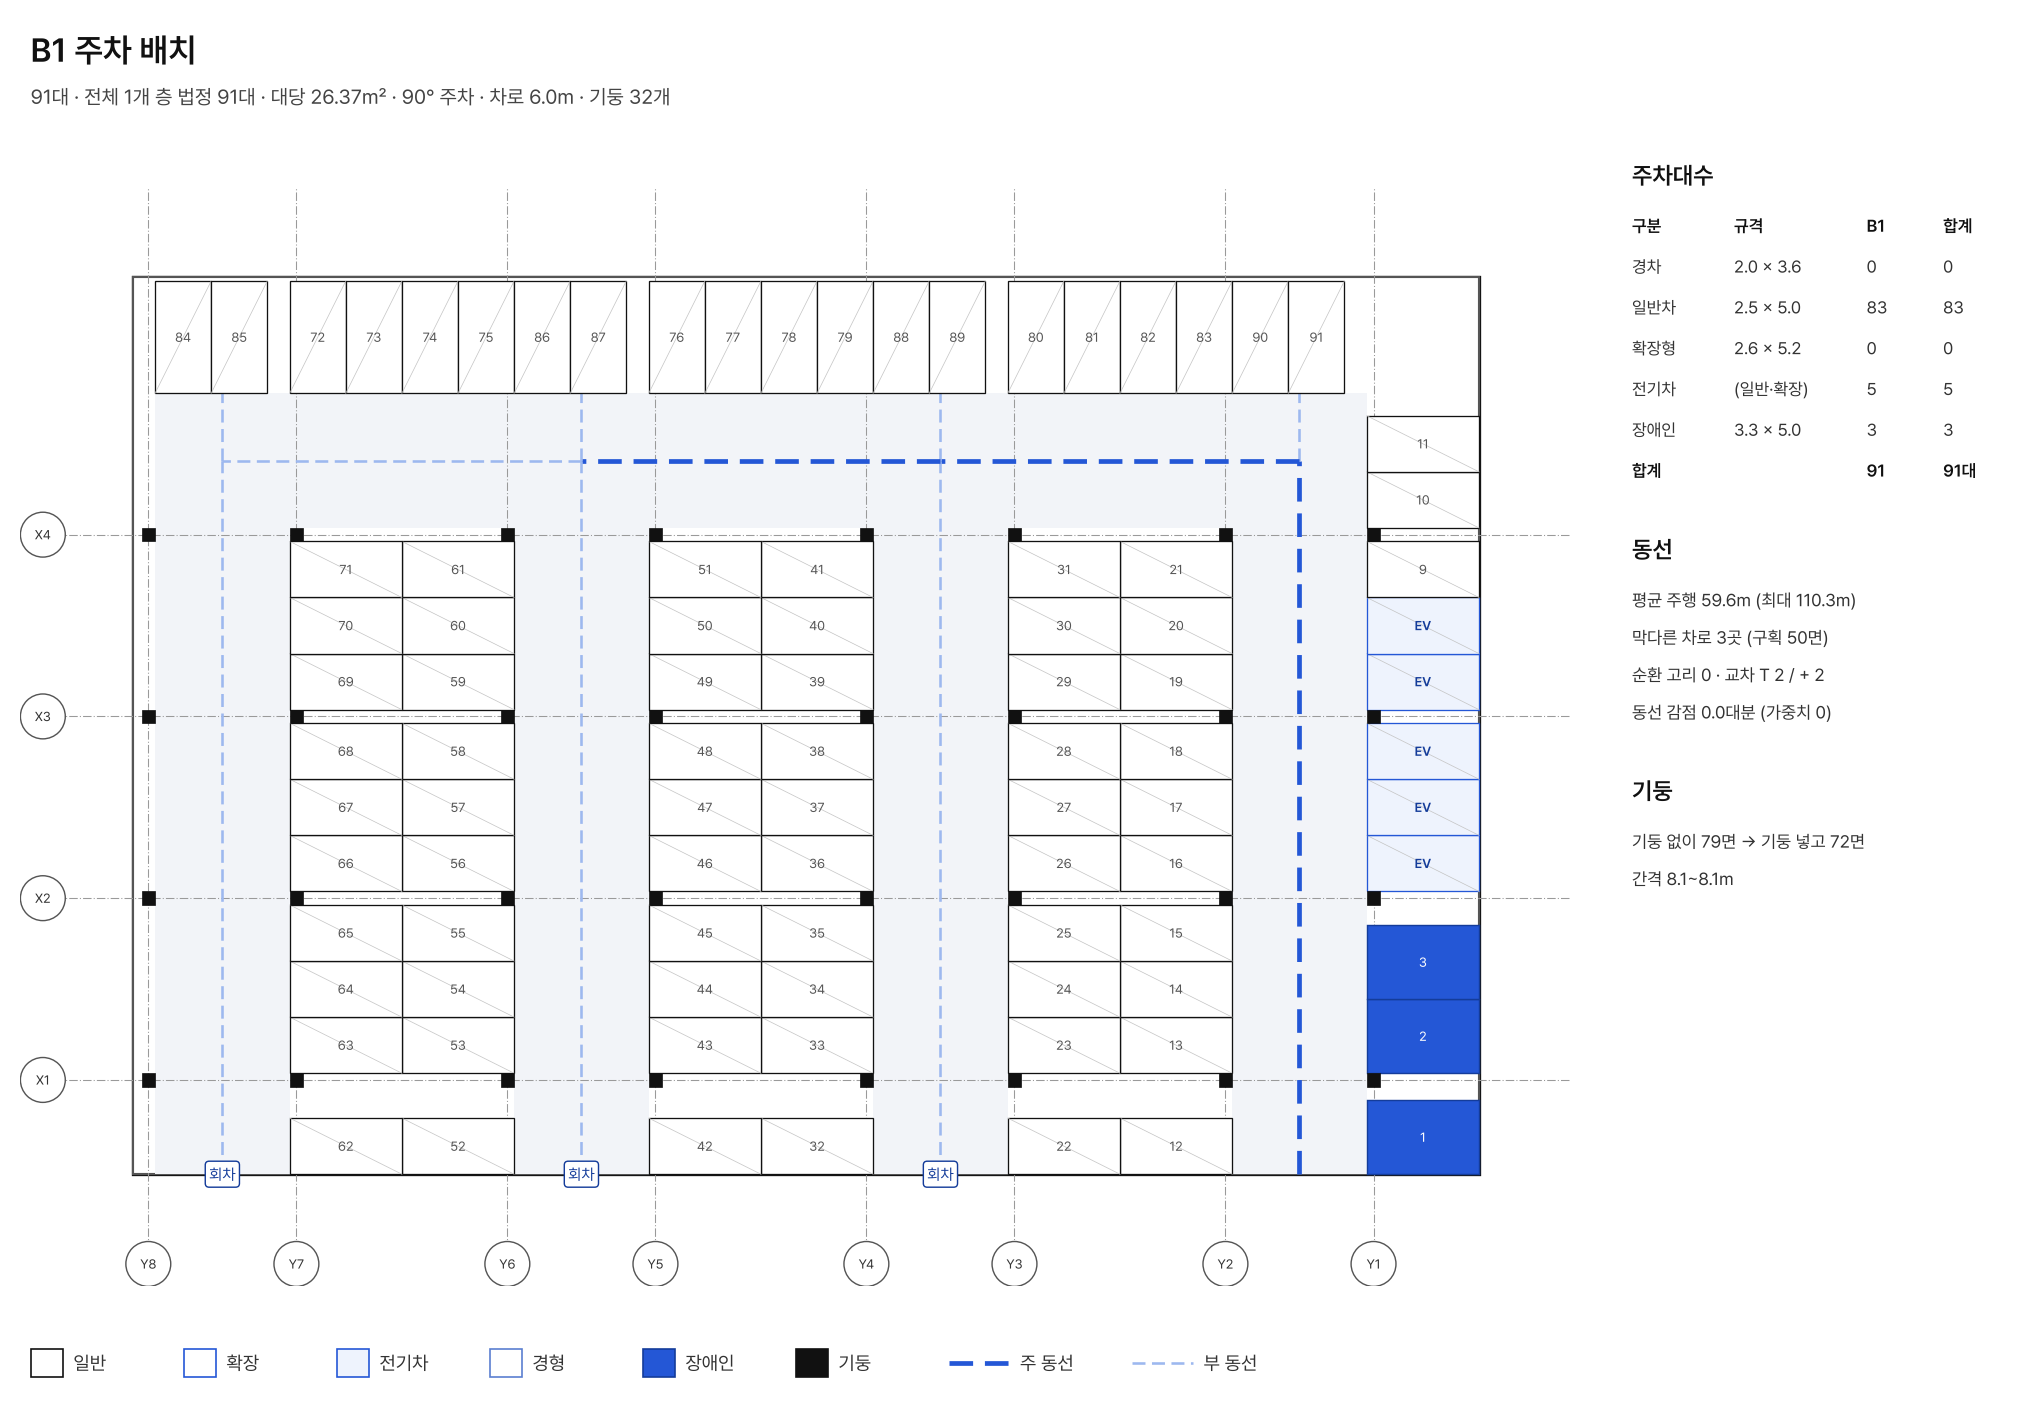 B1 주차 배치
91대 · 전체 1개 층 법정 91대 · 대당 26.37m² · 90° 주차 · 차로 6.0m · 기둥 32개
84 85 72 73 74 75 86 87 76 77 78 79 88 89 80 81 82 83 90 91
11
10
X4
71 61 51 41 31 21 9
70 60 50 40 30 20 EV
69 59 49 39 29 19 EV
X3
68 58 48 38 28 18 EV
67 57 47 37 27 17 EV
66 56 46 36 26 16 EV
X2
65 55 45 35 25 15
3
64 54 44 34 24 14
2
63 53 43 33 23 13
X1
62 52 42 32 22 12 1
회차 회차 회차
Y8 Y7 Y6 Y5 Y4 Y3 Y2 Y1
일반 확장 전기차 경형 장애인 기둥 주 동선 부 동선
주차대수
구분 규격 B1 합계
경차 2.0 × 3.6 0 0
일반차 2.5 × 5.0 83 83
확장형 2.6 × 5.2 0 0
전기차 (일반·확장) 5 5
장애인 3.3 × 5.0 3 3
합계 91 91대
동선
평균 주행 59.6m (최대 110.3m)
막다른 차로 3곳 (구획 50면)
순환 고리 0 · 교차 T 2 / + 2
동선 감점 0.0대분 (가중치 0)
기둥
기둥 없이 79면 → 기둥 넣고 72면
간격 8.1~8.1m